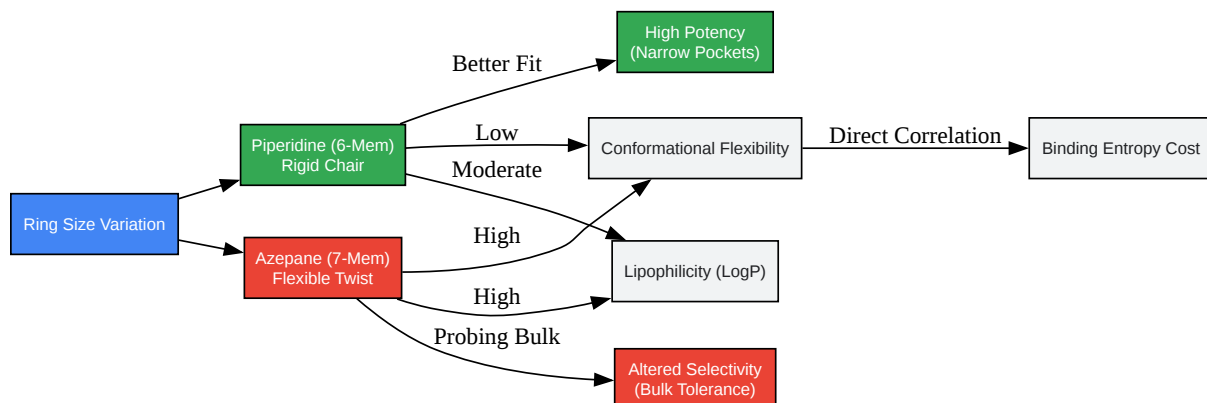 High Potency
(Narrow Pockets)
Better Fit
Piperidine (6-Mem)
Rigid Chair
Low
Conformational Flexibility
Direct Correlation
Binding Entropy Cost
Moderate
Ring Size Variation
Azepane (7-Mem)
Flexible Twist
High
Lipophilicity (LogP)
High
Probing Bulk
Altered Selectivity
(Bulk Tolerance)